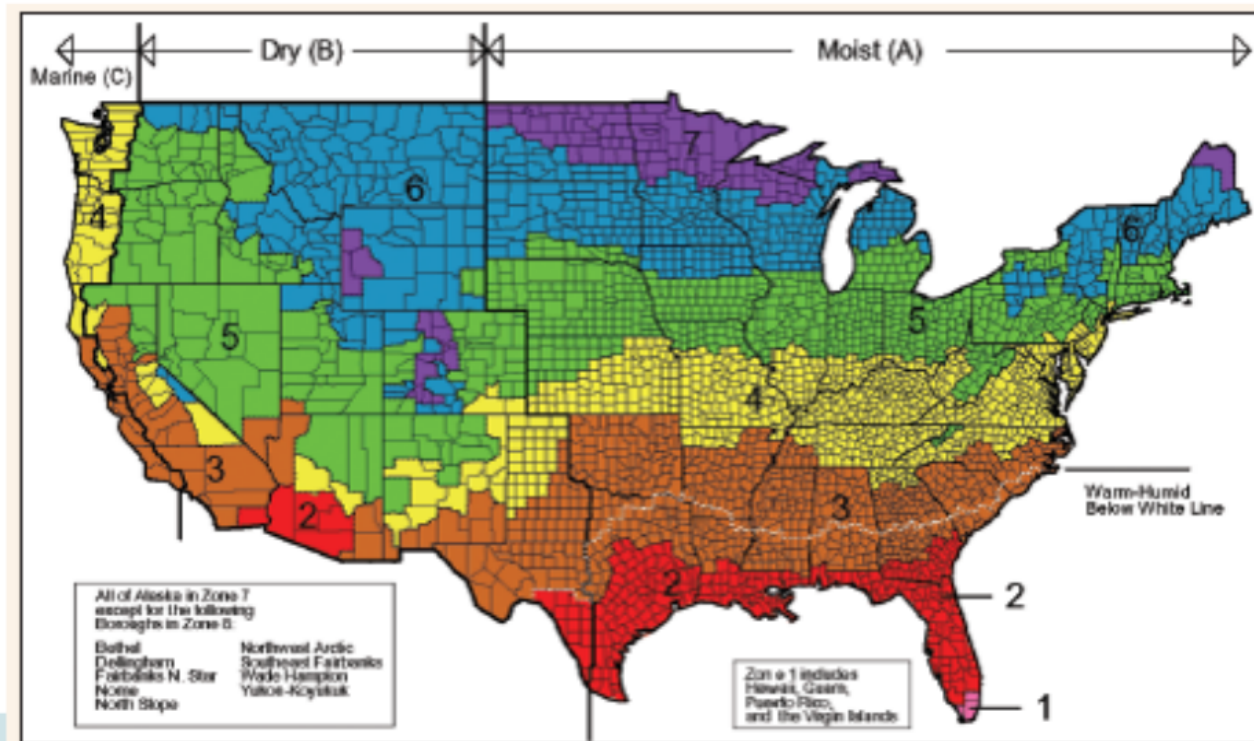 Marine (C)
Dry (B)
Moist (A)
7
6
4
6
5
5
4
3
3
2
2
Warm-Humid
Below White Line
2
1
All of Alaska in Zone 7
except for the following
Boroughs in Zone 8:
Bethel
Northwest Arctic
Dellingham
Southeast Fairbanks
Fairbanks N. Star
Wade Hampton
Nome
Yukon-Koyukuk
North Slope
Zone 1 includes
Hawaii, Guam,
Puerto Rico,
and the Virgin Islands